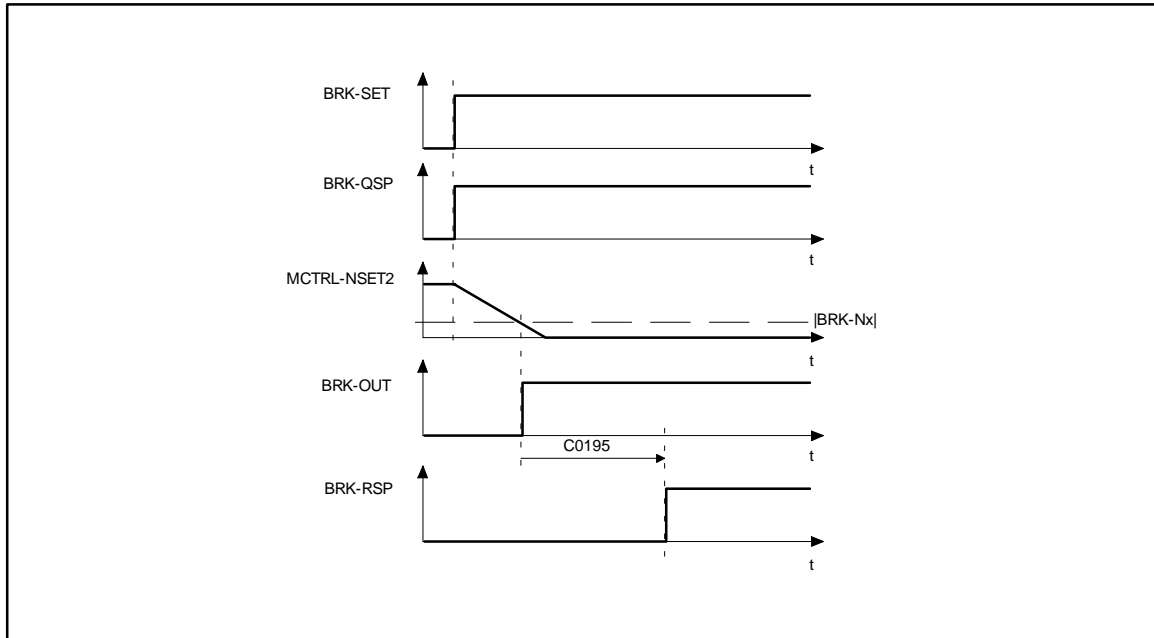 BRK-SET
t
BRK-QSP
t
MCTRL-NSET2
|BRK-Nx|
t
BRK-OUT
C0195
t
BRK-RSP
t